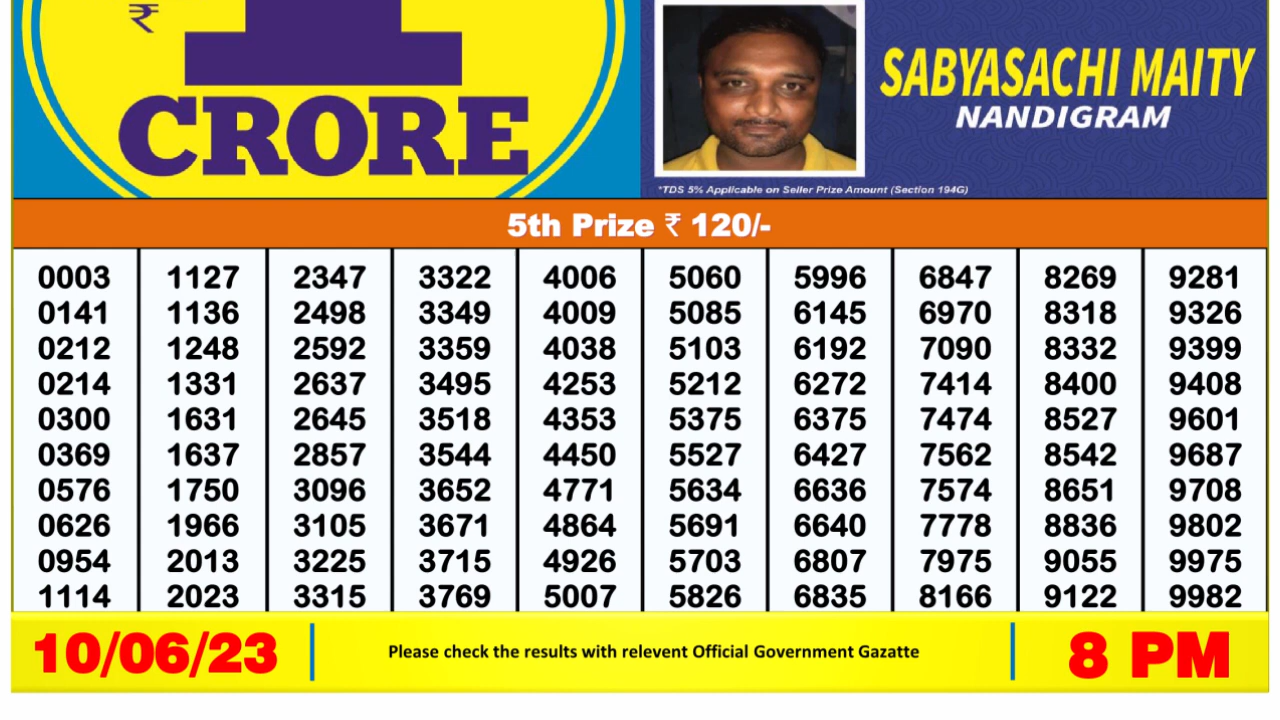 ₹ 1
CRORE
SABYASACHI MAITY
NANDIGRAM
*TDS 5% Applicable on Seller Prize Amount (Section 194G)
5th Prize ₹ 120/-
0003 1127 2347 3322 4006 5060 5996 6847 8269 9281
0141 1136 2498 3349 4009 5085 6145 6970 8318 9326
0212 1248 2592 3359 4038 5103 6192 7090 8332 9399
0214 1331 2637 3495 4253 5212 6272 7414 8400 9408
0300 1631 2645 3518 4353 5375 6375 7474 8527 9601
0369 1637 2857 3544 4450 5527 6427 7562 8542 9687
0576 1750 3096 3652 4771 5634 6636 7574 8651 9708
0626 1966 3105 3671 4864 5691 6640 7778 8836 9802
0954 2013 3225 3715 4926 5703 6807 7975 9055 9975
1114 2023 3315 3769 5007 5826 6835 8166 9122 9982
10/06/23 Please check the results with relevent Official Government Gazatte 8 PM